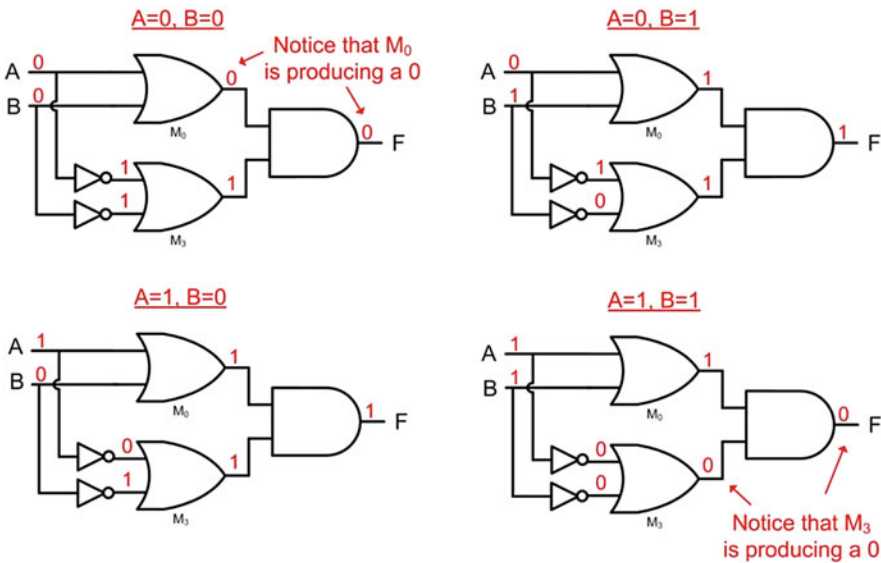 A=0, B=0
A 0
B 0
0
M₀
Notice that M₀
is producing a 0
0
F
1
1
1
M₃
A=0, B=1
A 0
B 1
1
M₀
1
F
1
0
1
M₃
A=1, B=0
A 1
B 0
1
M₀
1
F
0
1
1
M₃
A=1, B=1
A 1
B 1
1
M₀
0
F
0
0
0
M₃
Notice that M₃
is producing a 0